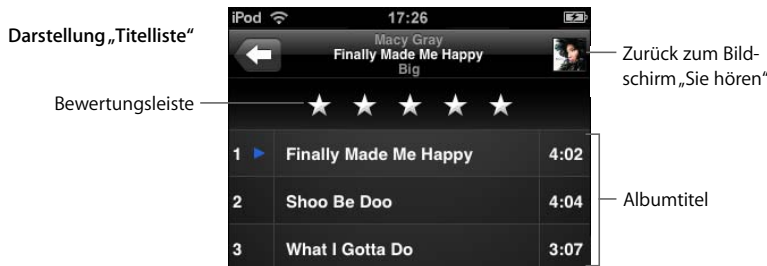 iPod 17:26
Darstellung „Titelliste“
Macy Gray
Finally Made Me Happy
Big
Zurück zum Bild-
schirm „Sie hören“
Bewertungsleiste
1 Finally Made Me Happy 4:02
2 Shoo Be Doo 4:04
Albumtitel
3 What I Gotta Do 3:07